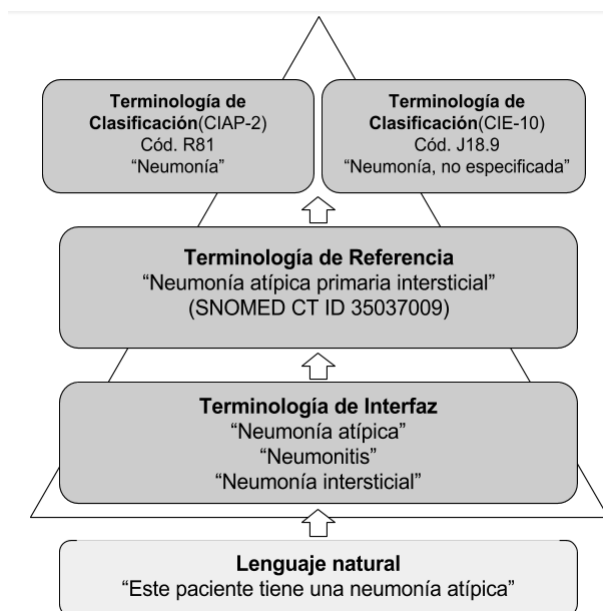 Terminología de
Clasificación(CIAP-2)
Cód. R81
“Neumonía”
Terminología de
Clasificación(CIE-10)
Cód. J18.9
“Neumonía, no especificada”
Terminología de Referencia
“Neumonía atípica primaria intersticial”
(SNOMED CT ID 35037009)
Terminología de Interfaz
“Neumonía atípica”
“Neumonitis”
“Neumonía intersticial”
Lenguaje natural
“Este paciente tiene una neumonía atípica”